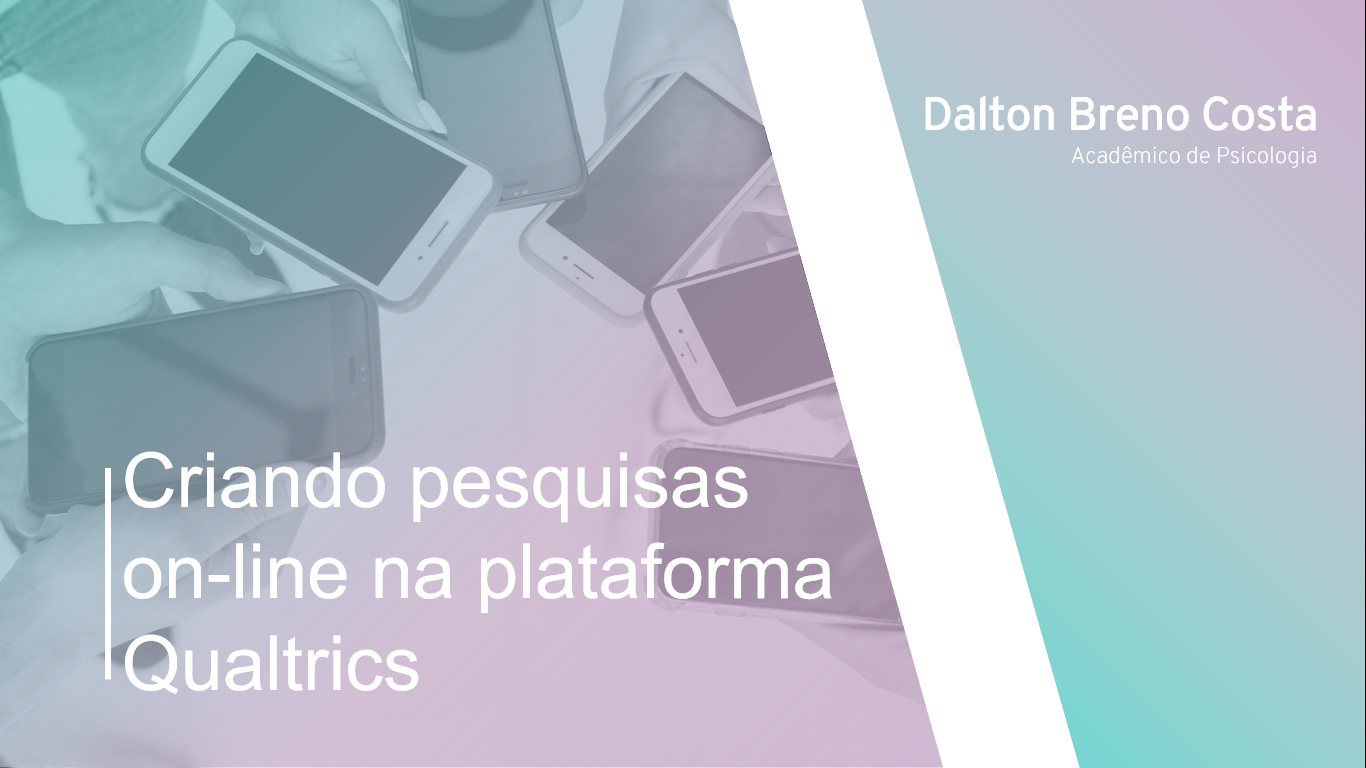 Dalton Breno Costa
Acadêmico de Psicologia
Criando pesquisas
on-line na plataforma
Qualtrics